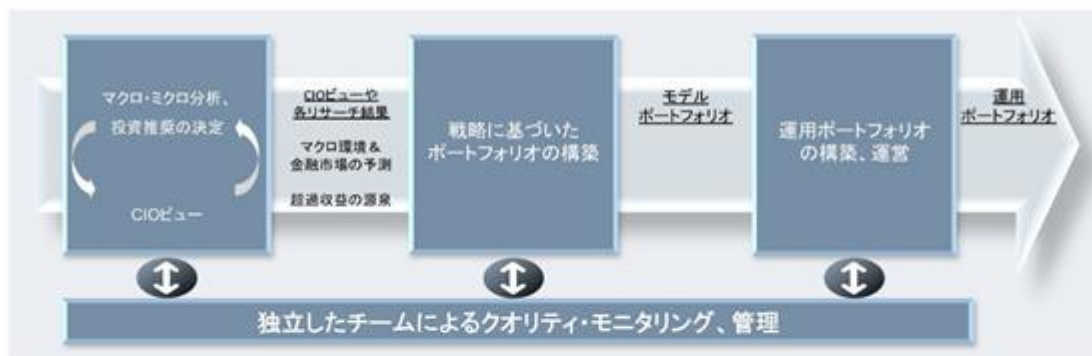 マクロ・ミクロ分析、
投資推奨の決定
CIOビュー
CIOビューや
各リサーチ結果
マクロ環境&
金融市場の予測
超過収益の源泉
戦略に基づいた
ポートフォリオの構築
モデル
ポートフォリオ
運用ポートフォリオ
の構築、運営
運用
ポートフォリオ
独立したチームによるクオリティ・モニタリング、管理